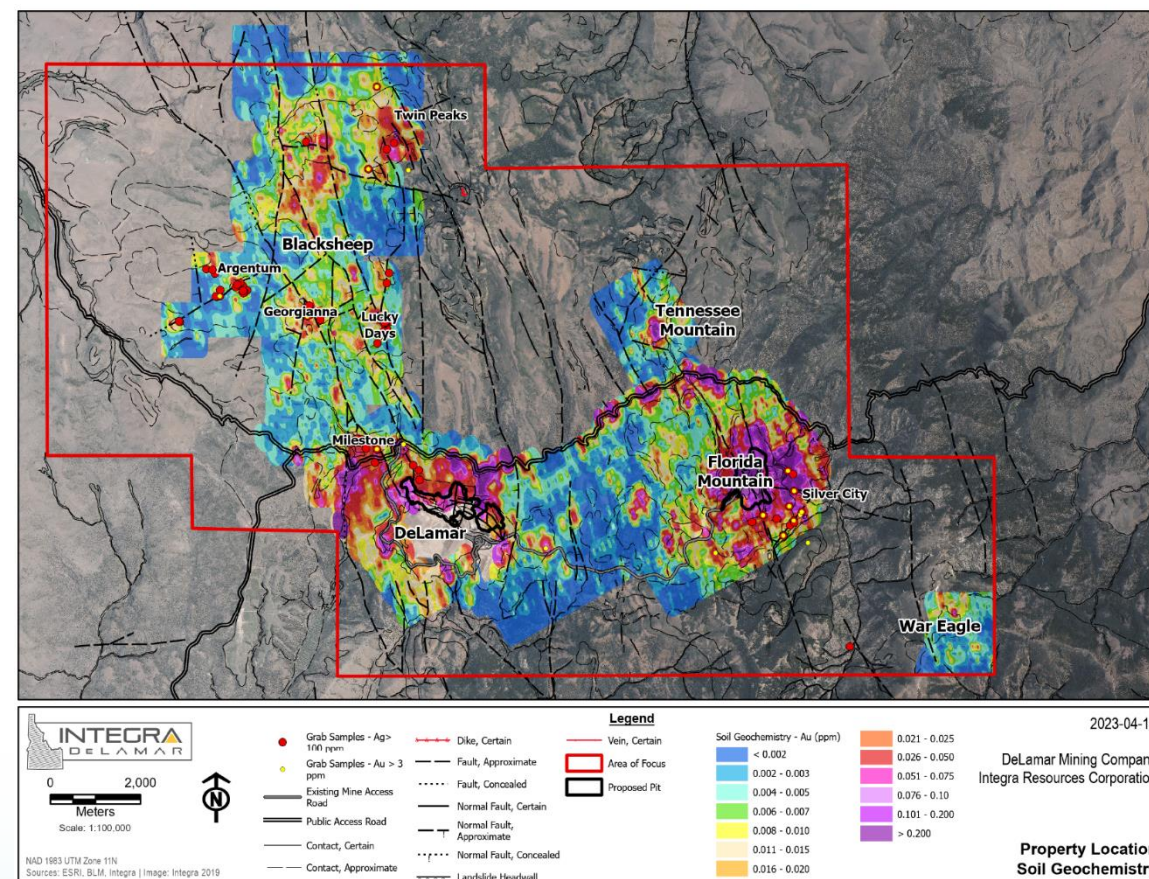 Twin Peaks
Blacksheep
Argentum
Georgianna
Lucky
Days
Tennessee
Mountain
Milestone
Florida
Mountain
Silver City
DeLamar
War Eagle
INTEGRA
DELAMAR
0 2,000
Meters
Scale: 1:100,000
N
NAD 1983 UTM Zone 11N
Sources: ESRI, BLM, Integra | Image: Integra 2019
Legend
Grab Samples - Ag>
100 ppm
Grab Samples - Au > 3
ppm
Existing Mine Access
Road
Public Access Road
Contact, Certain
Contact, Approximate
Dike, Certain
Fault, Approximate
Fault, Concealed
Normal Fault, Certain
Normal Fault,
Approximate
Normal Fault, Concealed
Landslide Headwall
Vein, Certain
Area of Focus
Proposed Pit
Soil Geochemistry - Au (ppm)
< 0.002
0.002 - 0.003
0.004 - 0.005
0.006 - 0.007
0.008 - 0.010
0.011 - 0.015
0.016 - 0.020
0.021 - 0.025
0.026 - 0.050
0.051 - 0.075
0.076 - 0.10
0.101 - 0.200
> 0.200
2023-04-1
DeLamar Mining Compan
Integra Resources Corporatio
Property Location
Soil Geochemistr